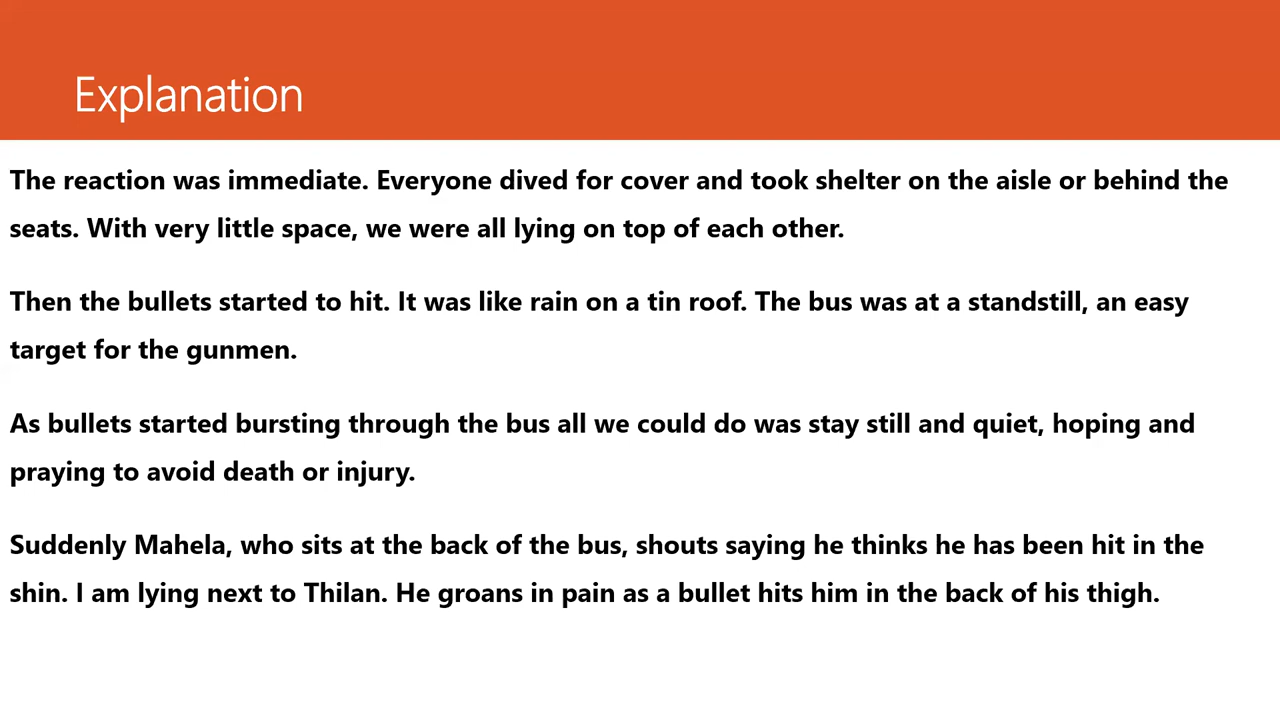 Explanation
The reaction was immediate. Everyone dived for cover and took shelter on the aisle or behind the
seats. With very little space, we were all lying on top of each other.
Then the bullets started to hit. It was like rain on a tin roof. The bus was at a standstill, an easy
target for the gunmen.
As bullets started bursting through the bus all we could do was stay still and quiet, hoping and
praying to avoid death or injury.
Suddenly Mahela, who sits at the back of the bus, shouts saying he thinks he has been hit in the
shin. I am lying next to Thilan. He groans in pain as a bullet hits him in the back of his thigh.